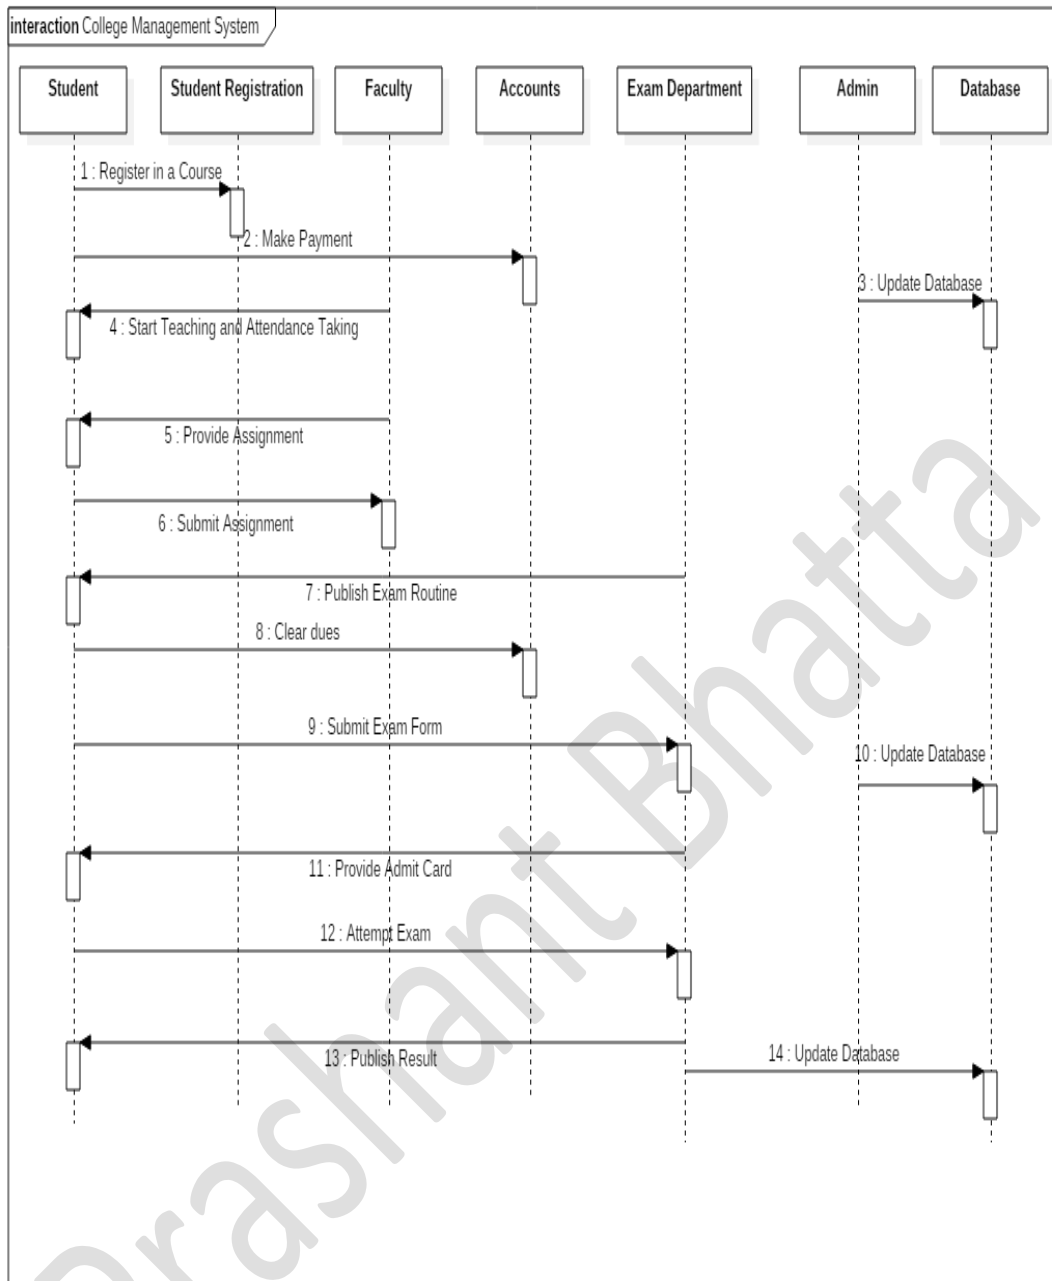 interaction College Management System
Student
Student Registration
Faculty
Accounts
Exam Department
Admin
Database
1 : Register in a Course
2 : Make Payment
3 : Update Database
4 : Start Teaching and Attendance Taking
5 : Provide Assignment
6 : Submit Assignment
7 : Publish Exam Routine
8 : Clear dues
9 : Submit Exam Form
10 : Update Database
11 : Provide Admit Card
12 : Attempt Exam
13 : Publish Result
14 : Update Database
Prashant Bhatta